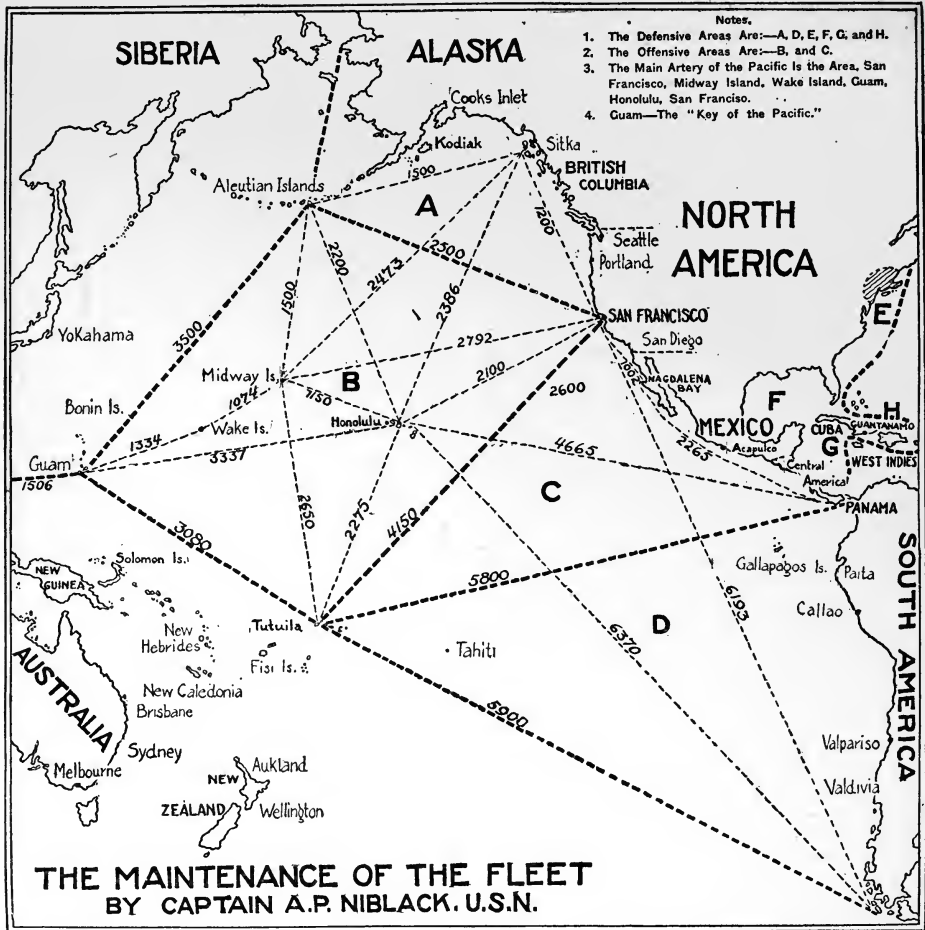 Notes.
1. The Defensive Areas Are:—A, D, E, F, G, and H.
2. The Offensive Areas Are:—B, and C.
3. The Main Artery of the Pacific Is the Area, San
Francisco, Midway Island, Wake Island, Guam,
Honolulu, San Franciso.
4. Guam—The "Key of the Pacific."
SIBERIA
ALASKA
Cooks Inlet
Kodiak
Sitka
1500
BRITISH
COLUMBIA
Aleutian Islands
A
1200
NORTH
AMERICA
Seattle
Portland
2500
2200
2473
2386
1500
3500
E
SAN FRANCISCO
YoKahama
2792
San Diego
Midway Is.
B
2100
1002
MAGDALENA
BAY
2600
F
H
1074
1150
Bonin Is.
Wake Is.
Honolulu
MEXICO
CUBA
GUANTANAMO
1334
3331
4665
2265
Acapulco
G
WEST INDIES
Guam
1506
Central
America
C
PANAMA
2650
2275
4150
3080
Solomon Is.
NEW
GUINEA
5800
Gallapagos Is.
Paita
SOUTH AMERICA
6193
Callao
New
Hebrides
Tutuila
D
6370
Fisi Is.
Tahiti
New Caledonia
AUSTRALIA
Brisbane
5900
Sydney
Valpariso
Melbourne
Aukland
NEW
ZEALAND
Wellington
Valdivia
THE MAINTENANCE OF THE FLEET
BY CAPTAIN A.P. NIBLACK. U.S.N.